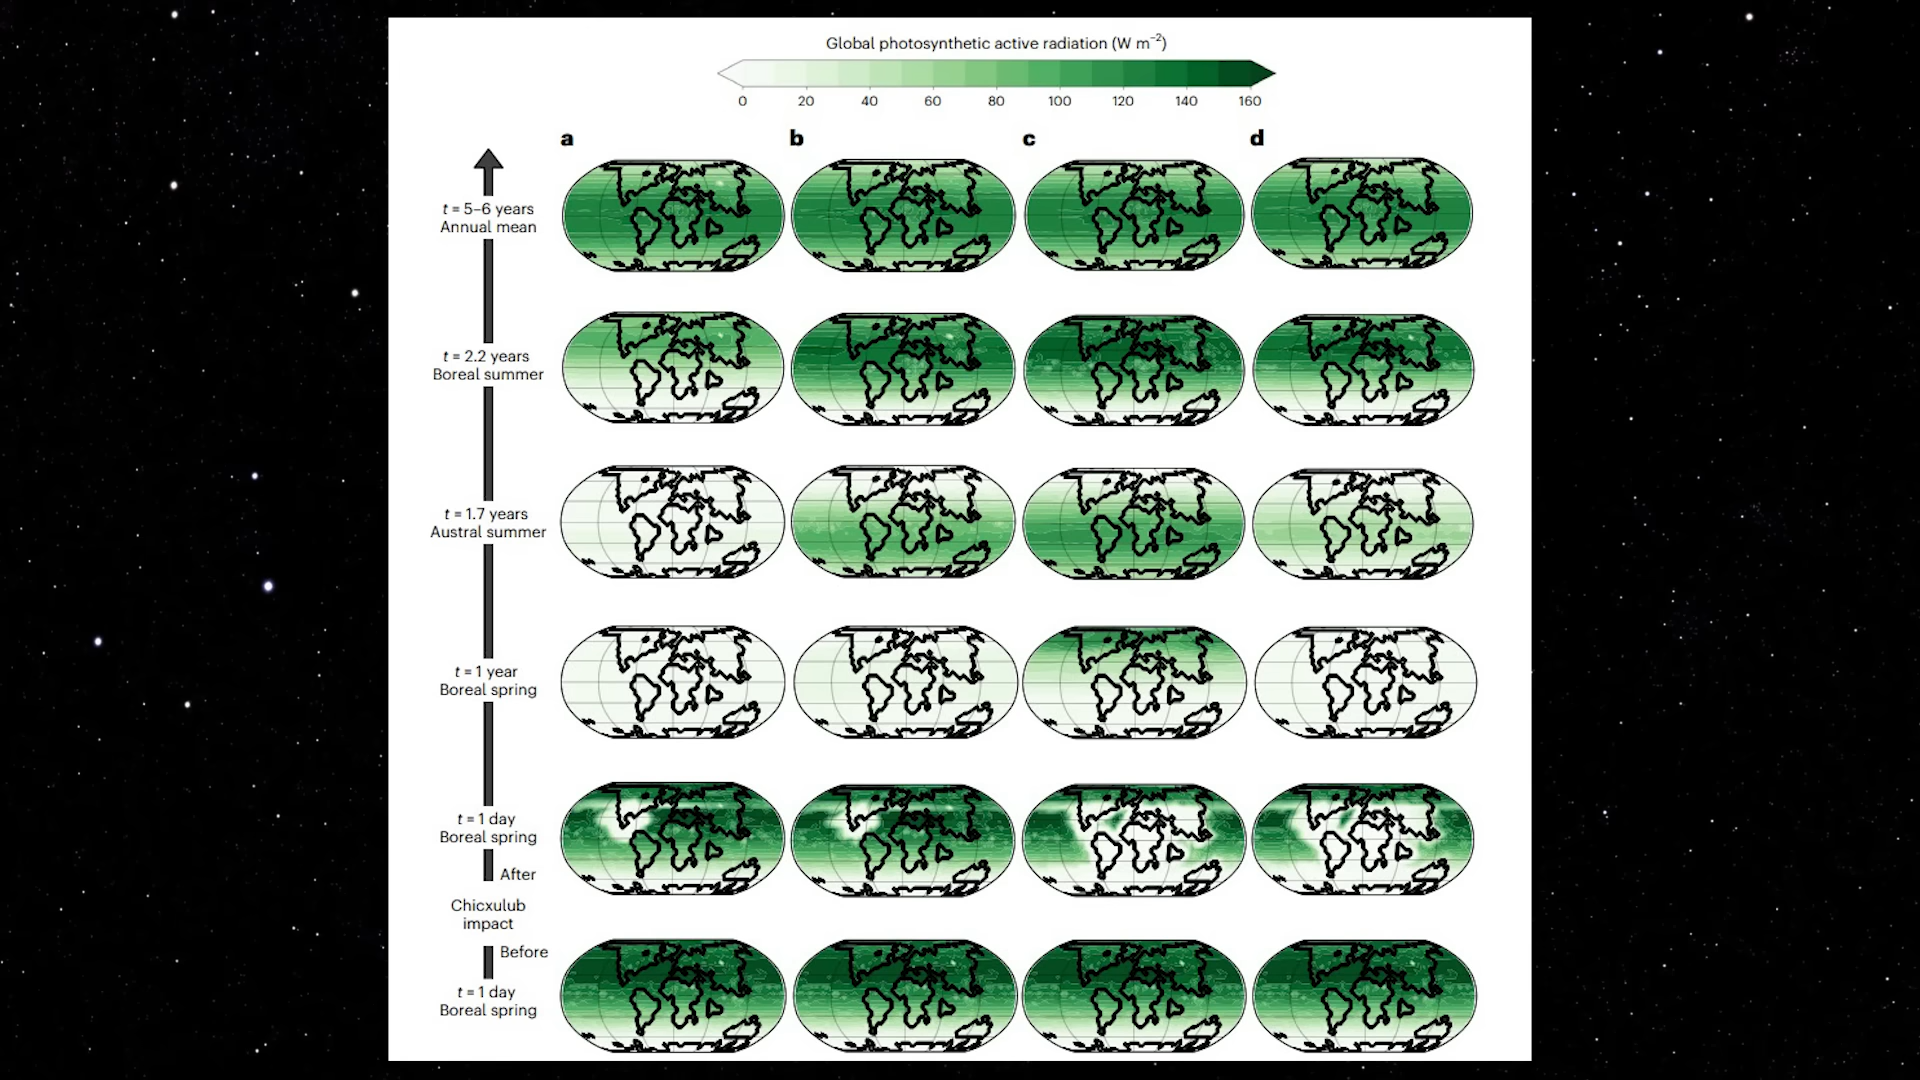 Global photosynthetic active radiation (W m⁻²)
0 20 40 60 80 100 120 140 160
a b c d
t = 5–6 years
Annual mean
t = 2.2 years
Boreal summer
t = 1.7 years
Austral summer
t = 1 year
Boreal spring
t = 1 day
Boreal spring
After
Chicxulub
impact
Before
t = 1 day
Boreal spring